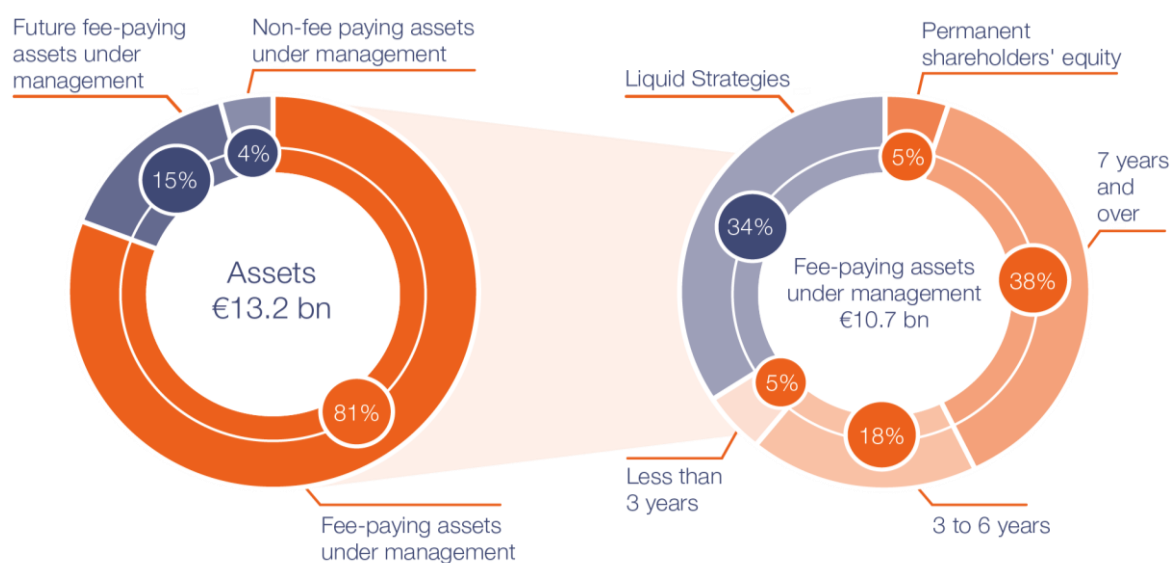 Future fee-paying
assets under
management
Non-fee paying assets
under management
4%
15%
Assets
€13.2 bn
81%
Fee-paying assets
under management
Permanent
shareholders' equity
Liquid Strategies
5%
7 years
and
over
34%
38%
Fee-paying assets
under management
€10.7 bn
5%
18%
Less than
3 years
3 to 6 years